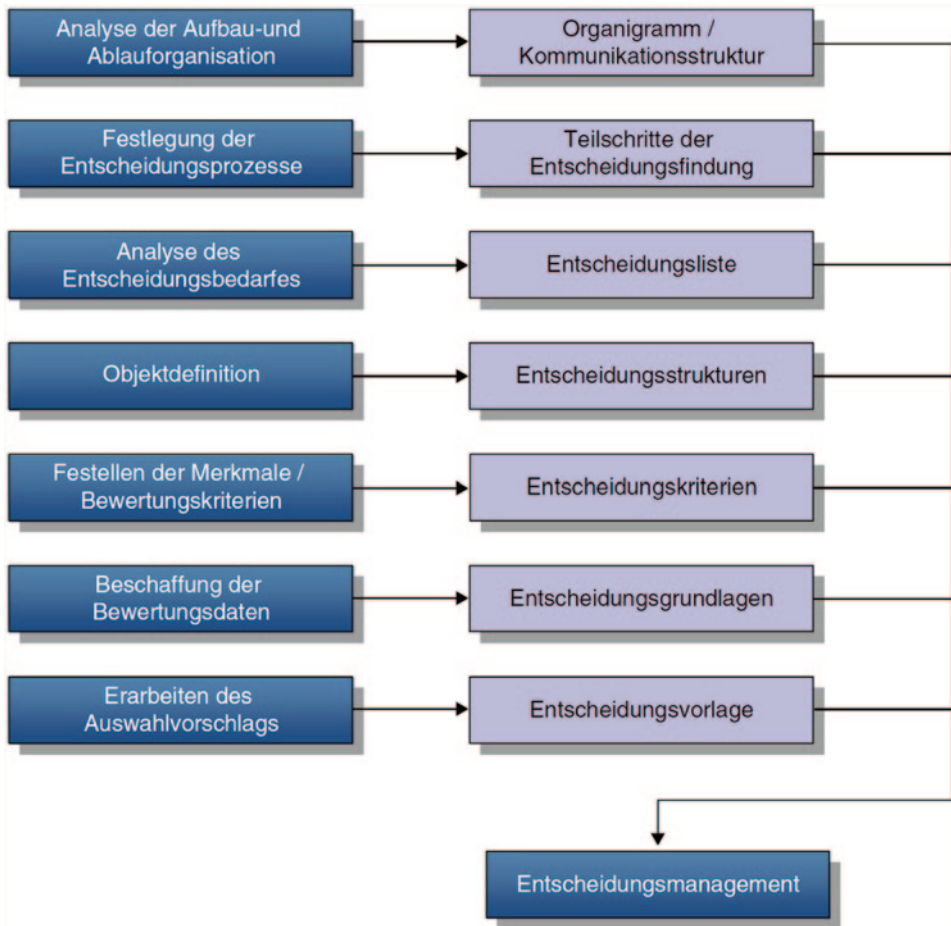 Analyse der Aufbau-und
Ablauforganisation
Organigramm /
Kommunikationsstruktur
Festlegung der
Entscheidungsprozesse
Teilschritte der
Entscheidungsfindung
Analyse des
Entscheidungsbedarfes
Entscheidungsliste
Objektdefinition
Entscheidungsstrukturen
Festellen der Merkmale /
Bewertungskriterien
Entscheidungskriterien
Beschaffung der
Bewertungsdaten
Entscheidungsgrundlagen
Erarbeiten des
Auswahlvorschlags
Entscheidungsvorlage
Entscheidungsmanagement